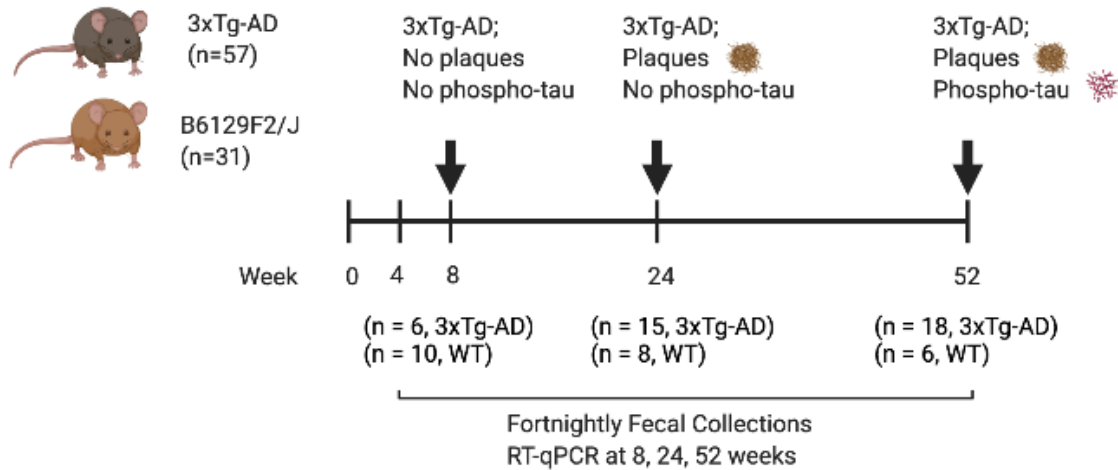 3xTg-AD
(n=57)
B6129F2/J
(n=31)
3xTg-AD;
No plaques
No phospho-tau
3xTg-AD;
Plaques
No phospho-tau
3xTg-AD;
Plaques
Phospho-tau
Week 0 4 8 24 52
(n = 6, 3xTg-AD)
(n = 10, WT)
(n = 15, 3xTg-AD)
(n = 8, WT)
(n = 18, 3xTg-AD)
(n = 6, WT)
Fortnightly Fecal Collections
RT-qPCR at 8, 24, 52 weeks